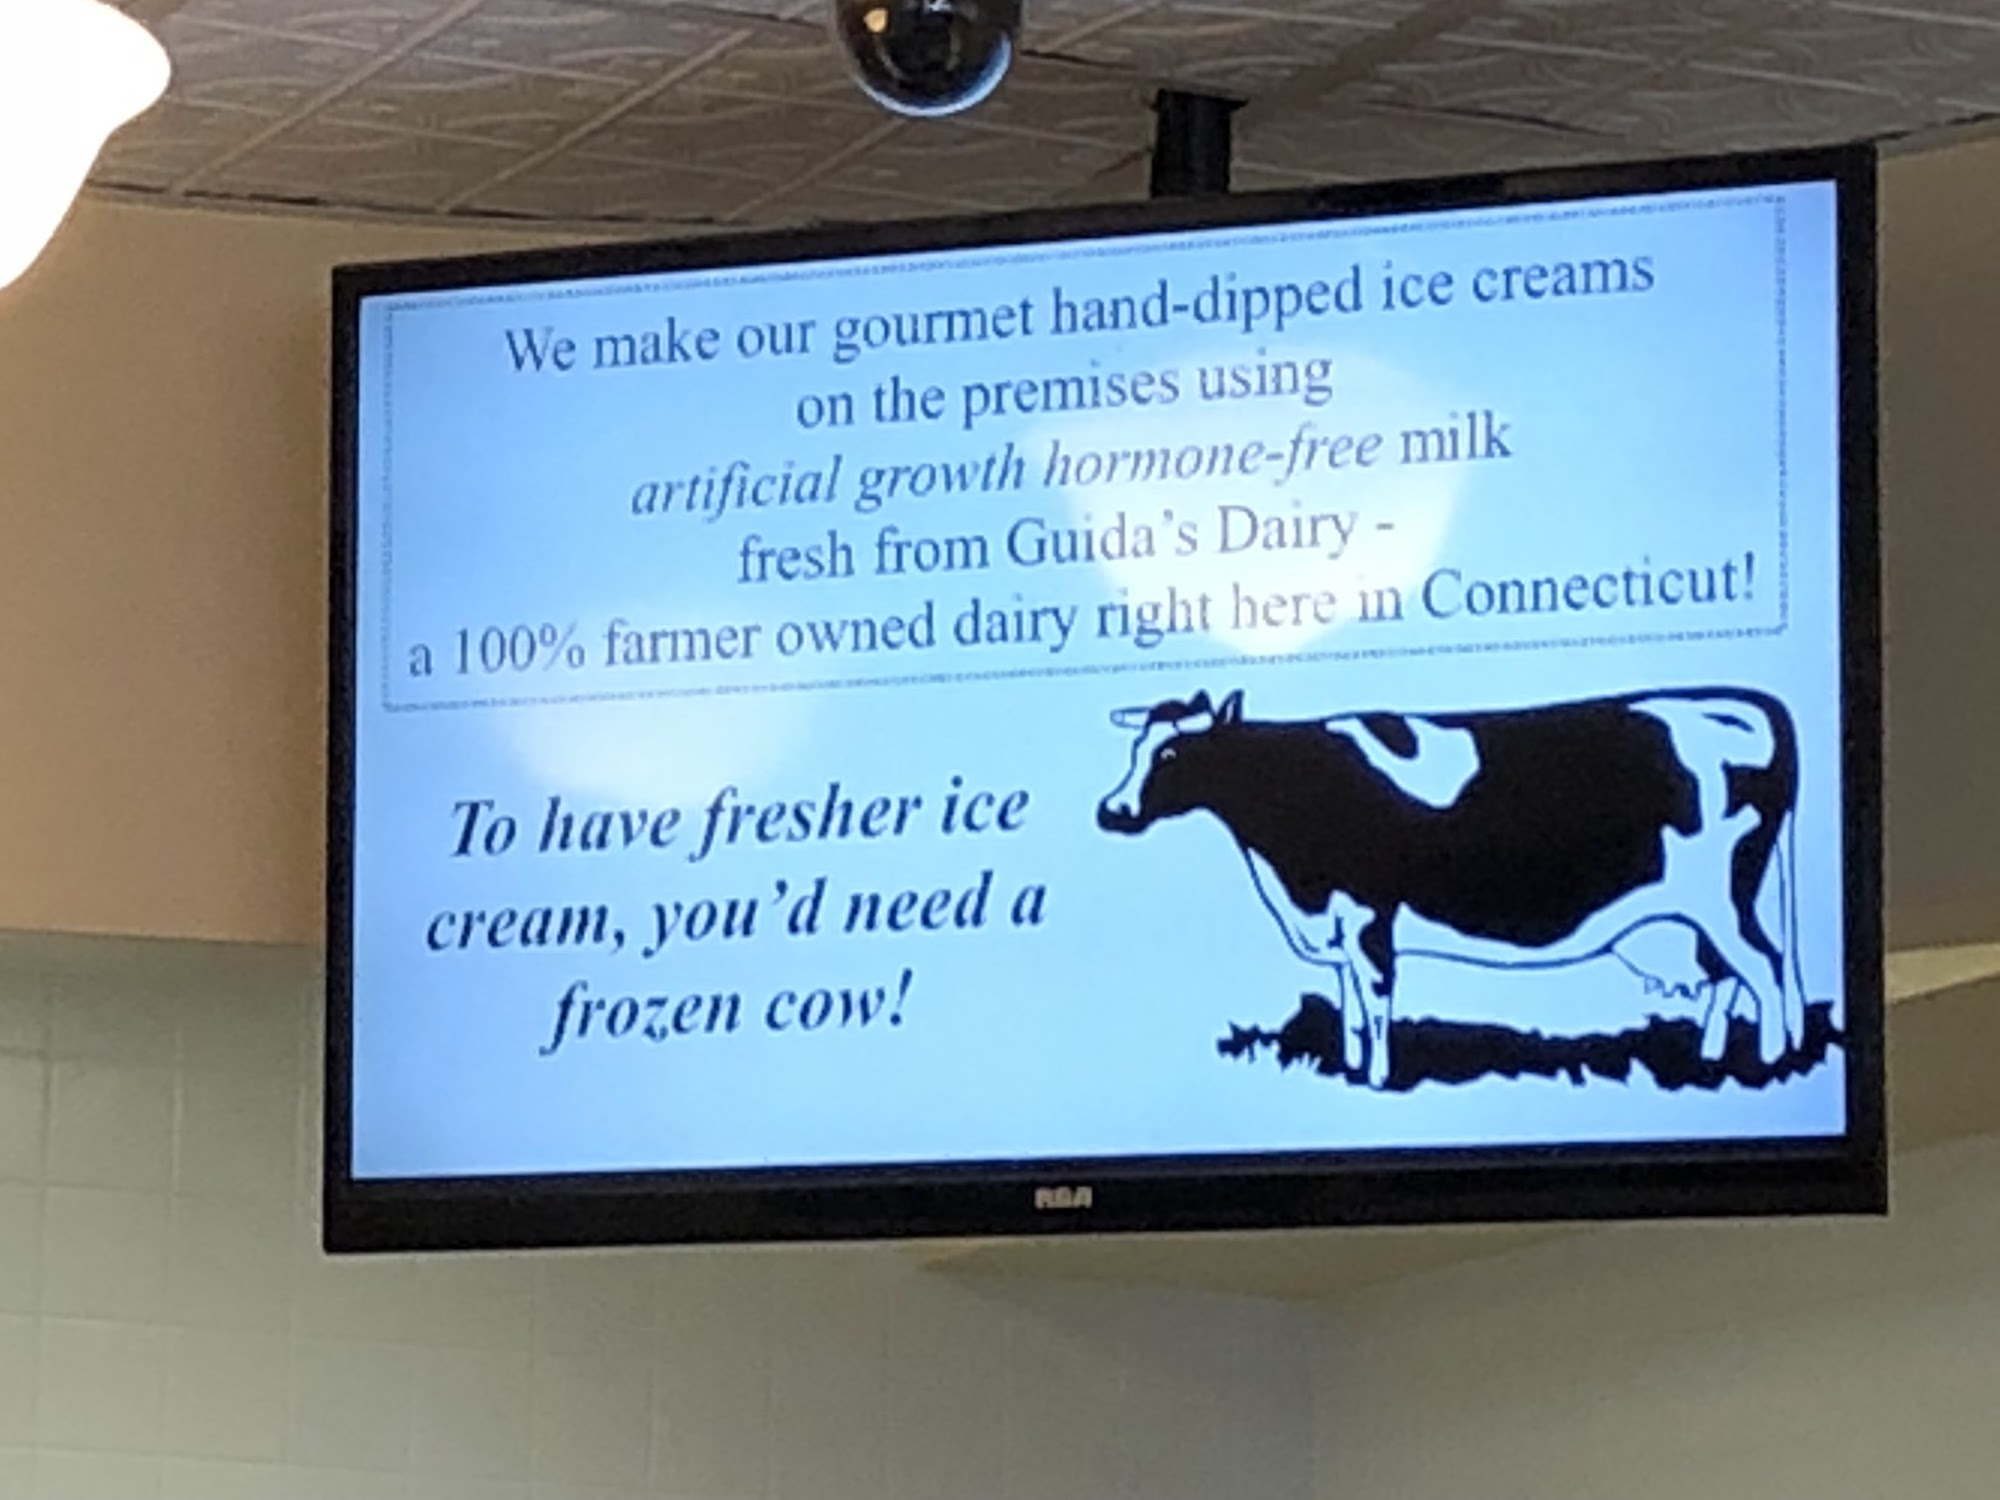 We make our gourmet hand-dipped ice creams
on the premises using
artificial growth hormone-free milk
fresh from Guida's Dairy -
a 100% farmer owned dairy right here in Connecticut!
To have fresher ice
cream, you'd need a
frozen cow!
RCA